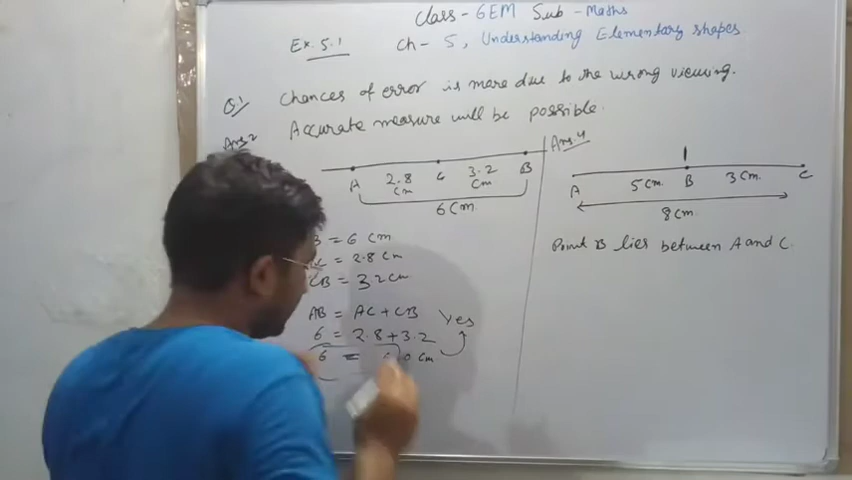 Class - 6EM Sub - Maths
Ex. 5.1 Ch - 5, Understanding Elementary shapes
Q.1 Chances of error is more due to the wrong viewing.
Accurate measure will be possible.
Ans.2
A 2.8 cm C 3.2 cm B
6 cm
B = 6 cm
C = 2.8 cm
CB = 3.2 cm
AB = AC + CB
6 = 2.8 + 3.2
6 = 0 cm
Yes
Ans.4
A 5 cm. B 3 cm. C
8 cm.
Point B lies between A and C.